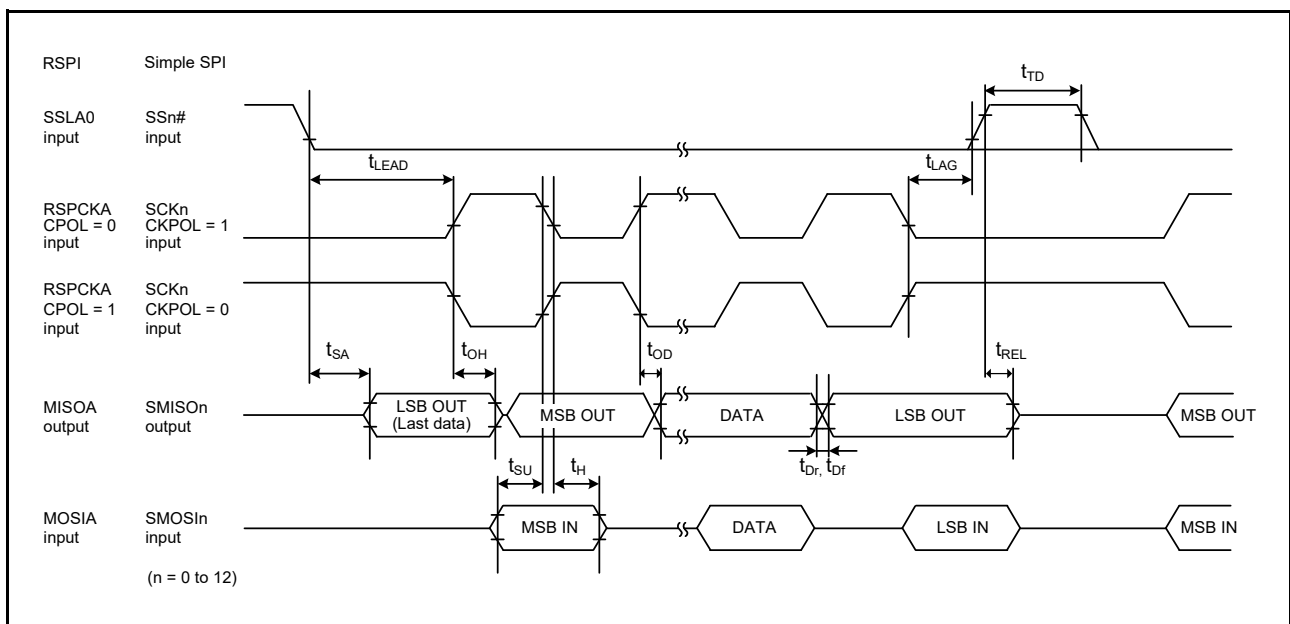 RSPI Simple SPI
tTD
SSLA0 SSn#
input input
tLEAD tLAG
RSPCKA SCKn
CPOL = 0 CKPOL = 1
input input
RSPCKA SCKn
CPOL = 1 CKPOL = 0
input input
tSA tOH tOD tREL
MISOA SMISOn
output output
LSB OUT
(Last data)
MSB OUT DATA LSB OUT MSB OUT
tSU tH tDr, tDf
MOSIA SMOSIn
input input
MSB IN DATA LSB IN MSB IN
(n = 0 to 12)